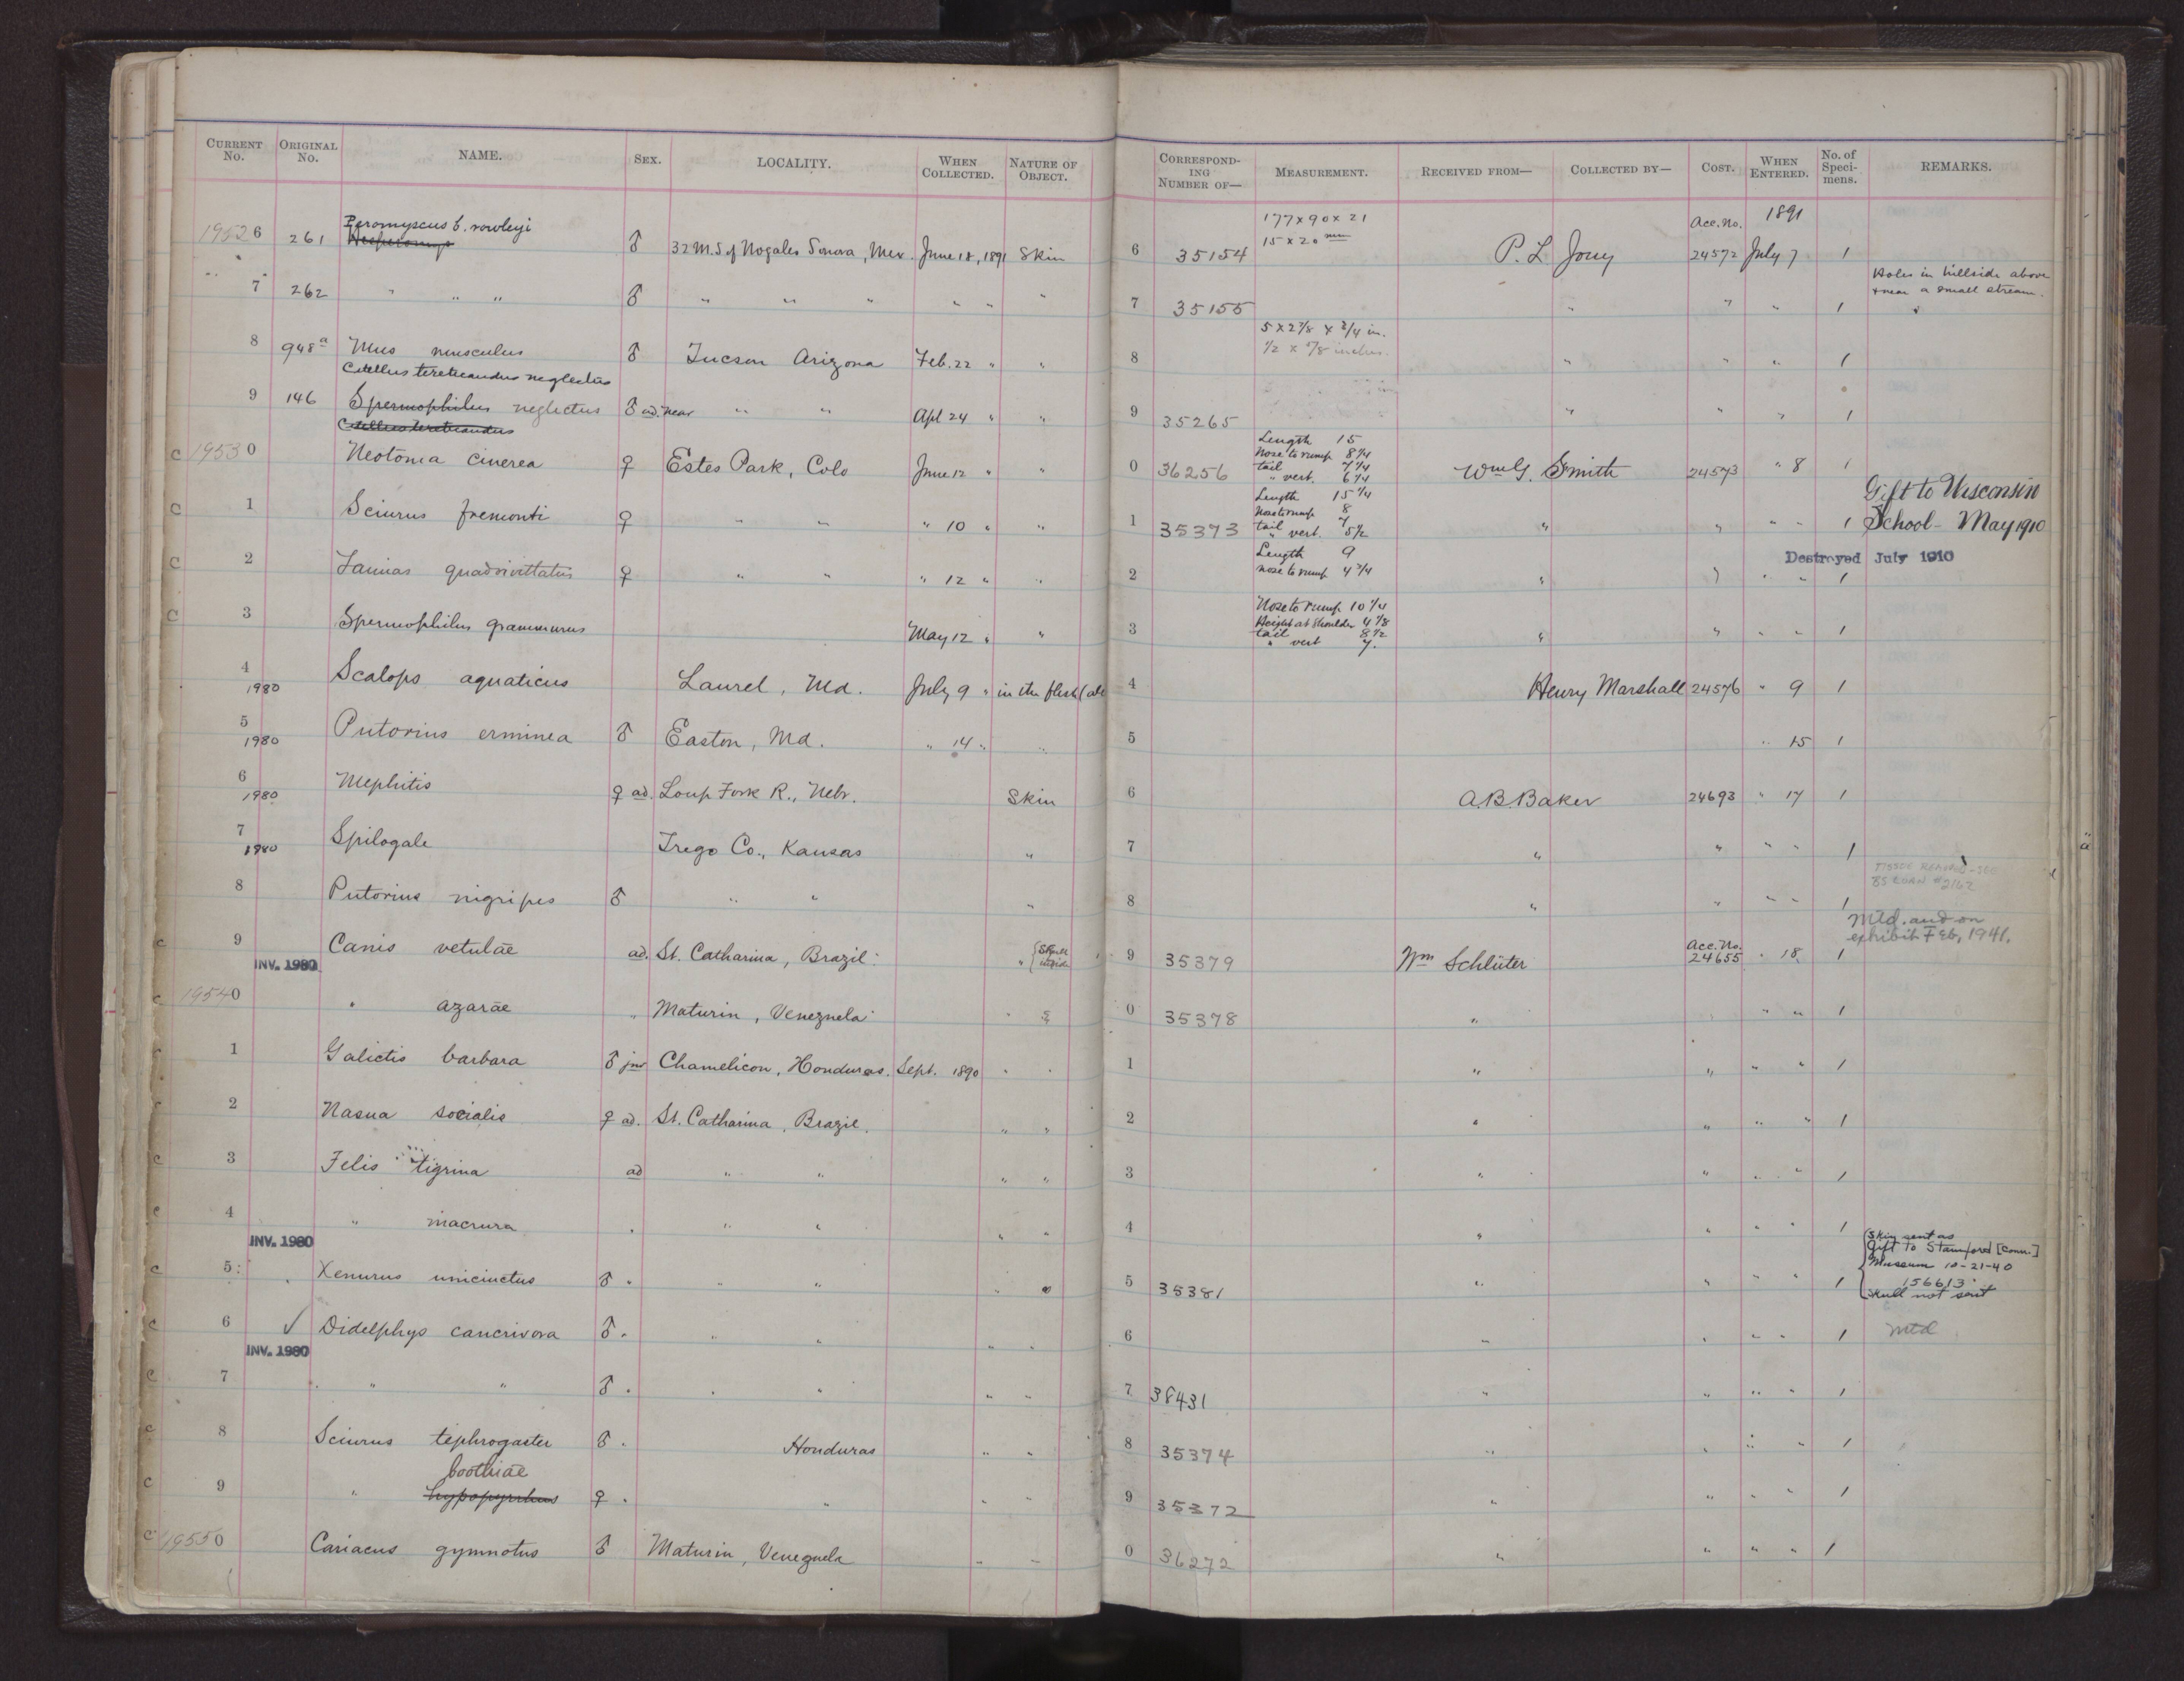 CURRENT No. ORIGINAL No. NAME. SEX. LOCALITY. WHEN COLLECTED. NATURE OF OBJECT. CORRESPONDING NUMBER OF— MEASUREMENT. RECEIVED FROM— COLLECTED BY— COST. WHEN ENTERED. No. of Specimens. REMARKS.
Peromyscus b. rowleyi 177 x 90 x 21 Acc. No. 1891
19526 261 Hesperomys ♂ 32 M. S of Nogales Sonora, Mex. June 18, 1891 Skin 6 35154 15 x 20 mm P. L. Jouy 24572 July 7 1
7 262 " " " ♂ " " " " " " 7 35155 " " " 1 Holes in hillside above & near a small stream.
8 948a Mus musculus ♂ Tucson Arizona Feb. 22 " " 8 5 x 2 7/8 x 3/4 in. 1/2 x 7/8 inches. " " " 1
Citellus tereticaudus neglectus
9 146 Spermophilus neglectus ♂ ad. near " " Apl 24 " " 9 35265 " " " 1
Citellus tereticaudus
c 19530 Neotoma cinerea ♀ Estes Park, Colo June 12 " " 0 36256 Length 15 Nose to rump 8 1/4 tail 7 1/4 " vert. 6 1/4 Wm G. Smith 24573 " 8 1
c 1 Sciurus fremonti ♀ " " " 10 " " 1 35373 Length 15 1/4 Nose to rump 8 tail 7 " vert. 5 1/2 " " " " 1 Gift to Wisconsin School - May 1910
c 2 Tamias quadrivittatus ♀ " " " 12 " " 2 Length 9 nose to rump 4 3/4 " " " " 1 Destroyed July 1910
c 3 Spermophilus grammurus May 12 " " 3 Nose to rump 10 1/4 Height at shoulder 4 1/8 tail 8 1/2 " vert 7. " " " " 1
4 1980 Scalops aquaticus Laurel, Md. July 9 " in the flesh (alc 4 Henry Marshall 24576 " 9 1
5 1980 Putorius erminea ♂ Easton, Md. " 14 " " 5 " 15 1
6 1980 Mephitis ♀ ad. Loup Fork R., Nebr. Skin 6 A. B. Baker 24693 " 17 1
7 1980 Spilogale Trego Co., Kansas " 7 " " " " 1
TISSUE REMOVED - SEE
8 Putorius nigripes ♂ " " " 8 " " " " 1
Mtd. and on exhibit Feb, 1941.
c 9 INV. 1980 Canis vetulae ad. St. Catharina, Brazil " {Skull inside 9 35379 Wm Schlüter Acc. No. 24655 " 18 1
c 19540 " azarae " Maturin, Venezuela " " 0 35378 " " " 1
c 1 Galictis barbara ♂ juv Chamelicon, Honduras. Sept. 1890 " " 1 " " " " 1
c 2 Nasua socialis ♀ ad. St. Catharina, Brazil. " " 2 " " " " 1
c 3 Felis tigrina ad " " " " 3 " " " " 1
c 4 INV. 1980 " macrura " " " " " 4 " " " " 1
c 5 Xenurus unicinctus ♂ " " " " " 5 35381 " " " " 1 {Skin sent as Gift to Stamford [Conn.] Museum 10-21-40 156613 Skull not sent
c 6 ✓ INV. 1980 Didelphys cancrivora ♂ " " " " " 6 " " " " 1 Mtd
c 7 " " ♂ " " " " " 7 38431 " " " " 1
c 8 Sciurus tephrogaster ♂ " Honduras " " 8 35374 " " " " 1
boothiae
c 9 " hypopyrrhus ♀ " " " " 9 35372 " " " " 1
c 19550 Cariacus gymnotus ♂ Maturin, Venezuela " " 0 36272 " " " " 1